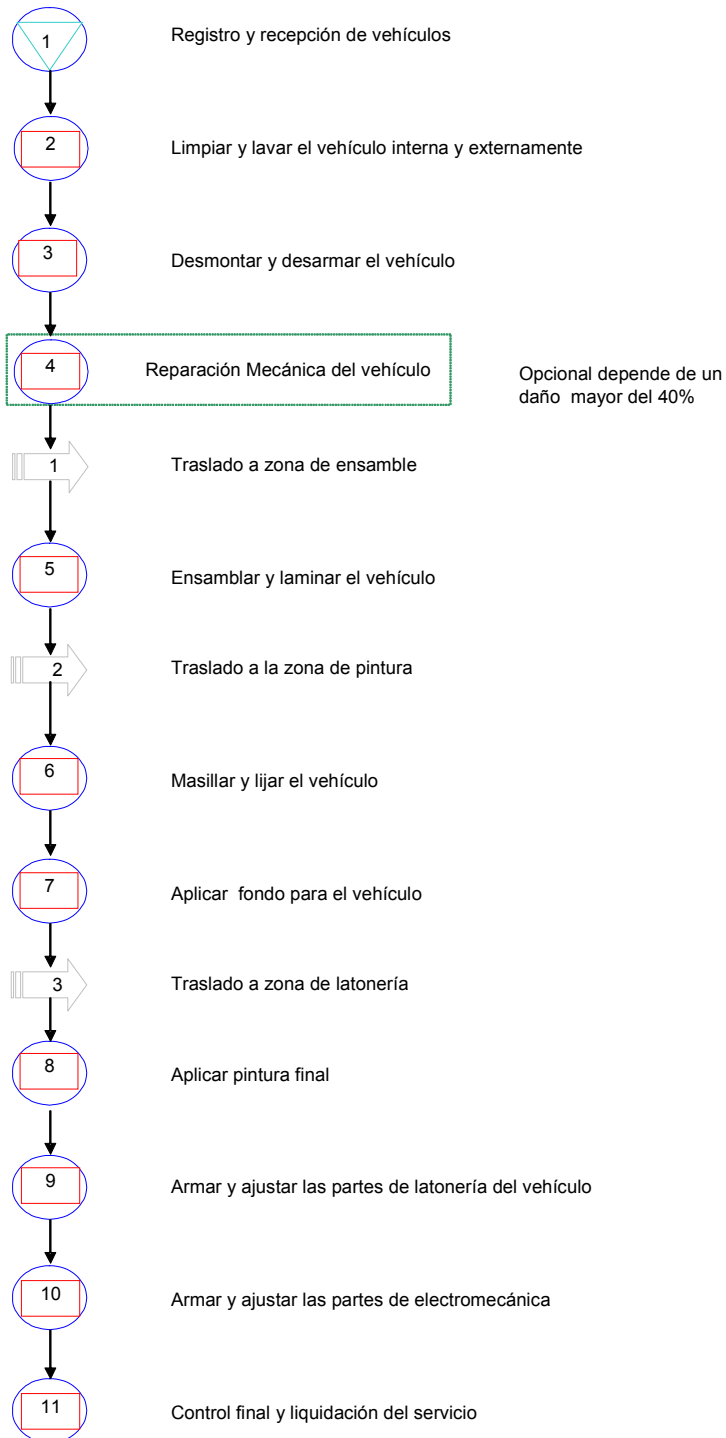 1 Registro y recepción de vehículos
2 Limpiar y lavar el vehículo interna y externamente
3 Desmontar y desarmar el vehículo
4 Reparación Mecánica del vehículo
Opcional depende de un
daño mayor del 40%
1 Traslado a zona de ensamble
5 Ensamblar y laminar el vehículo
2 Traslado a la zona de pintura
6 Masillar y lijar el vehículo
7 Aplicar fondo para el vehículo
3 Traslado a zona de latonería
8 Aplicar pintura final
9 Armar y ajustar las partes de latonería del vehículo
10 Armar y ajustar las partes de electromecánica
11 Control final y liquidación del servicio